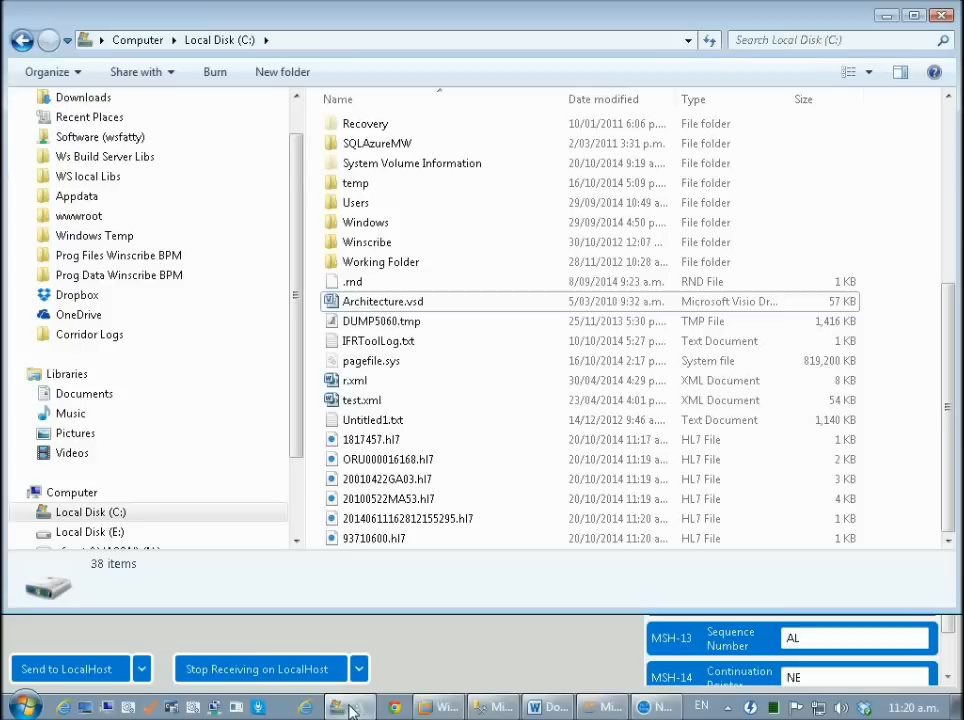 Computer Local Disk (C:)
Search Local Disk (C:)
Organize Share with Burn New folder
Downloads
Recent Places
Software (wsfatty)
Ws Build Server Libs
WS local Libs
Appdata
wwwroot
Windows Temp
Prog Files Winscribe BPM
Prog Data Winscribe BPM
Dropbox
OneDrive
Corridor Logs
Libraries
Documents
Music
Pictures
Videos
Computer
Local Disk (C:)
Local Disk (E:)
Name Date modified Type Size
Recovery 10/01/2011 6:06 p.... File folder
SQLAzureMW 2/03/2011 3:31 p.m. File folder
System Volume Information 20/10/2014 9:19 a.... File folder
temp 16/10/2014 5:09 p.... File folder
Users 29/09/2014 10:49 a... File folder
Windows 29/09/2014 4:50 p.... File folder
Winscribe 30/10/2012 12:07 ... File folder
Working Folder 28/11/2012 10:28 a... File folder
.rnd 8/09/2014 9:23 a.m. RND File 1 KB
Architecture.vsd 5/03/2010 9:32 a.m. Microsoft Visio Dr... 57 KB
DUMP5060.tmp 25/11/2013 5:30 p.... TMP File 1,416 KB
IFRToolLog.txt 10/10/2014 5:27 p.... Text Document 1 KB
pagefile.sys 16/10/2014 2:17 p.... System file 819,200 KB
r.xml 30/04/2014 4:29 p.... XML Document 8 KB
test.xml 23/04/2014 4:01 p.... XML Document 54 KB
Untitled1.txt 14/12/2012 9:46 a.... Text Document 1,140 KB
1817457.hl7 20/10/2014 11:17 a... HL7 File 1 KB
ORU000016168.hl7 20/10/2014 11:19 a... HL7 File 2 KB
20010422GA03.hl7 20/10/2014 11:19 a... HL7 File 3 KB
20100522MA53.hl7 20/10/2014 11:19 a... HL7 File 4 KB
20140611162812155295.hl7 20/10/2014 11:20 a... HL7 File 1 KB
93710600.hl7 20/10/2014 11:20 a... HL7 File 1 KB
38 items
MSH-13 Sequence Number AL
MSH-14 Continuation NE
Send to LocalHost Stop Receiving on LocalHost
Wi... Mi... Do... Mi... N... EN 11:20 a.m.